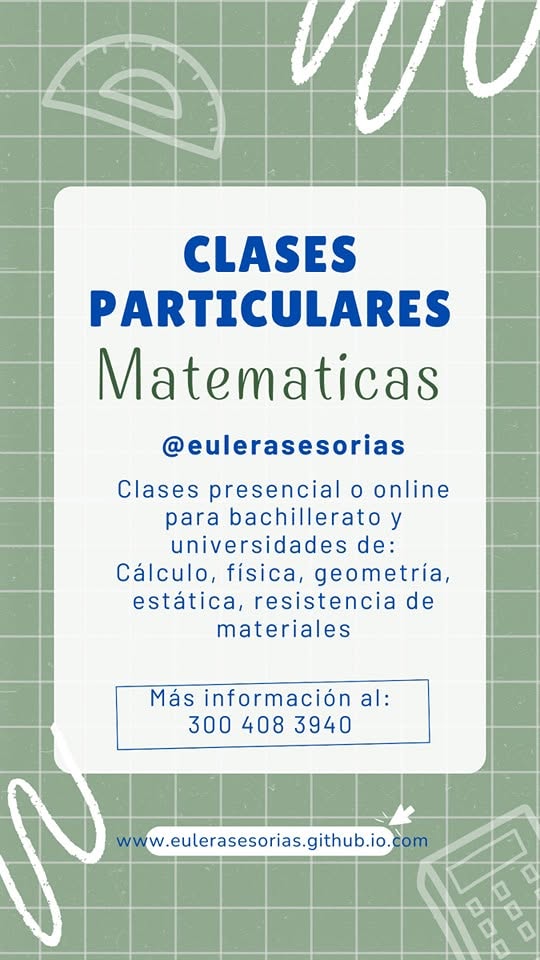 CLASES
PARTICULARES
Matematicas
@eulerasesorias
Clases presencial o online
para bachillerato y
universidades de:
Cálculo, física, geometría,
estática, resistencia de
materiales
Más información al:
300 408 3940
www.eulerasesorias.github.io.com